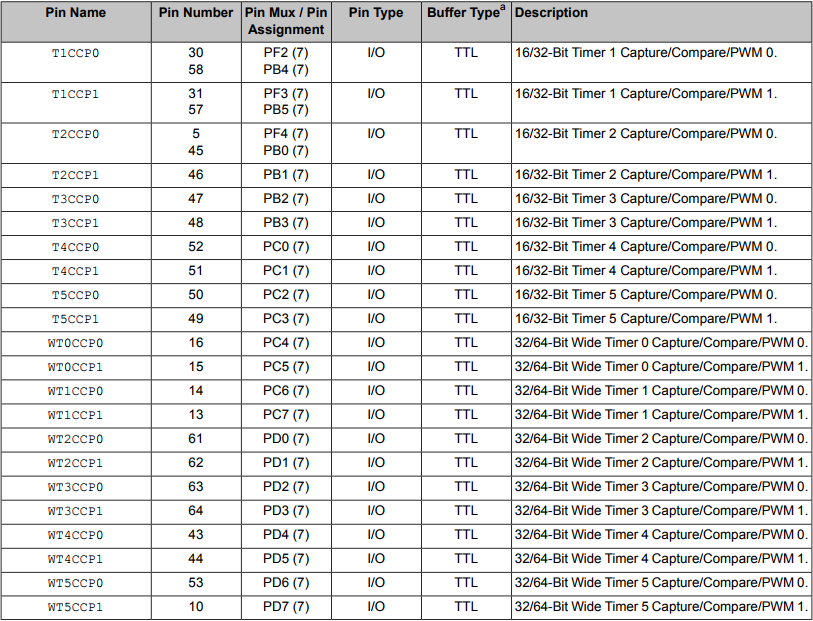 Pin Name Pin Number Pin Mux / Pin Assignment Pin Type Buffer Typeᵃ Description
T1CCP0 30 PF2 (7) I/O TTL 16/32-Bit Timer 1 Capture/Compare/PWM 0.
58 PB4 (7)
T1CCP1 31 PF3 (7) I/O TTL 16/32-Bit Timer 1 Capture/Compare/PWM 1.
57 PB5 (7)
T2CCP0 5 PF4 (7) I/O TTL 16/32-Bit Timer 2 Capture/Compare/PWM 0.
45 PB0 (7)
T2CCP1 46 PB1 (7) I/O TTL 16/32-Bit Timer 2 Capture/Compare/PWM 1.
T3CCP0 47 PB2 (7) I/O TTL 16/32-Bit Timer 3 Capture/Compare/PWM 0.
T3CCP1 48 PB3 (7) I/O TTL 16/32-Bit Timer 3 Capture/Compare/PWM 1.
T4CCP0 52 PC0 (7) I/O TTL 16/32-Bit Timer 4 Capture/Compare/PWM 0.
T4CCP1 51 PC1 (7) I/O TTL 16/32-Bit Timer 4 Capture/Compare/PWM 1.
T5CCP0 50 PC2 (7) I/O TTL 16/32-Bit Timer 5 Capture/Compare/PWM 0.
T5CCP1 49 PC3 (7) I/O TTL 16/32-Bit Timer 5 Capture/Compare/PWM 1.
WT0CCP0 16 PC4 (7) I/O TTL 32/64-Bit Wide Timer 0 Capture/Compare/PWM 0.
WT0CCP1 15 PC5 (7) I/O TTL 32/64-Bit Wide Timer 0 Capture/Compare/PWM 1.
WT1CCP0 14 PC6 (7) I/O TTL 32/64-Bit Wide Timer 1 Capture/Compare/PWM 0.
WT1CCP1 13 PC7 (7) I/O TTL 32/64-Bit Wide Timer 1 Capture/Compare/PWM 1.
WT2CCP0 61 PD0 (7) I/O TTL 32/64-Bit Wide Timer 2 Capture/Compare/PWM 0.
WT2CCP1 62 PD1 (7) I/O TTL 32/64-Bit Wide Timer 2 Capture/Compare/PWM 1.
WT3CCP0 63 PD2 (7) I/O TTL 32/64-Bit Wide Timer 3 Capture/Compare/PWM 0.
WT3CCP1 64 PD3 (7) I/O TTL 32/64-Bit Wide Timer 3 Capture/Compare/PWM 1.
WT4CCP0 43 PD4 (7) I/O TTL 32/64-Bit Wide Timer 4 Capture/Compare/PWM 0.
WT4CCP1 44 PD5 (7) I/O TTL 32/64-Bit Wide Timer 4 Capture/Compare/PWM 1.
WT5CCP0 53 PD6 (7) I/O TTL 32/64-Bit Wide Timer 5 Capture/Compare/PWM 0.
WT5CCP1 10 PD7 (7) I/O TTL 32/64-Bit Wide Timer 5 Capture/Compare/PWM 1.